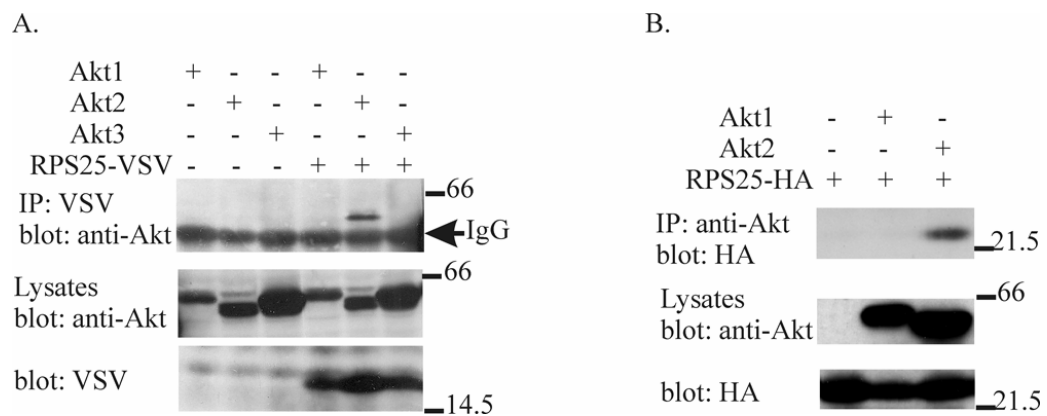 A.
Akt1 + - - + - -
Akt2 - + - - + -
Akt3 - - + - - +
RPS25-VSV - - - + + +
IP: VSV
blot: anti-Akt
66
IgG
Lysates
blot: anti-Akt
66
blot: VSV
14.5
B.
Akt1 - + -
Akt2 - - +
RPS25-HA + + +
IP: anti-Akt
blot: HA
21.5
Lysates
blot: anti-Akt
66
blot: HA
21.5